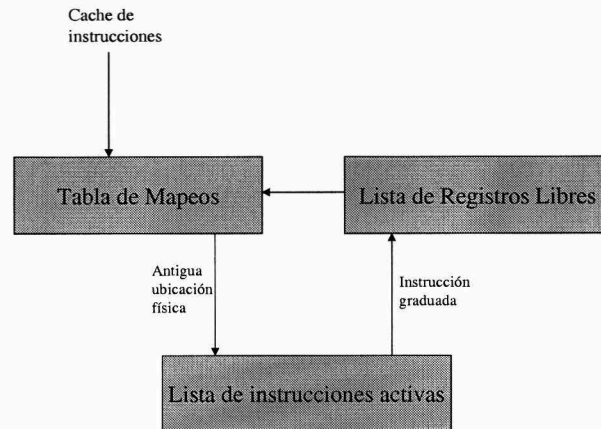 Cache de
instrucciones
Tabla de Mapeos
Lista de Registros Libres
Antigua
ubicación
física
Instrucción
graduada
Lista de instrucciones activas